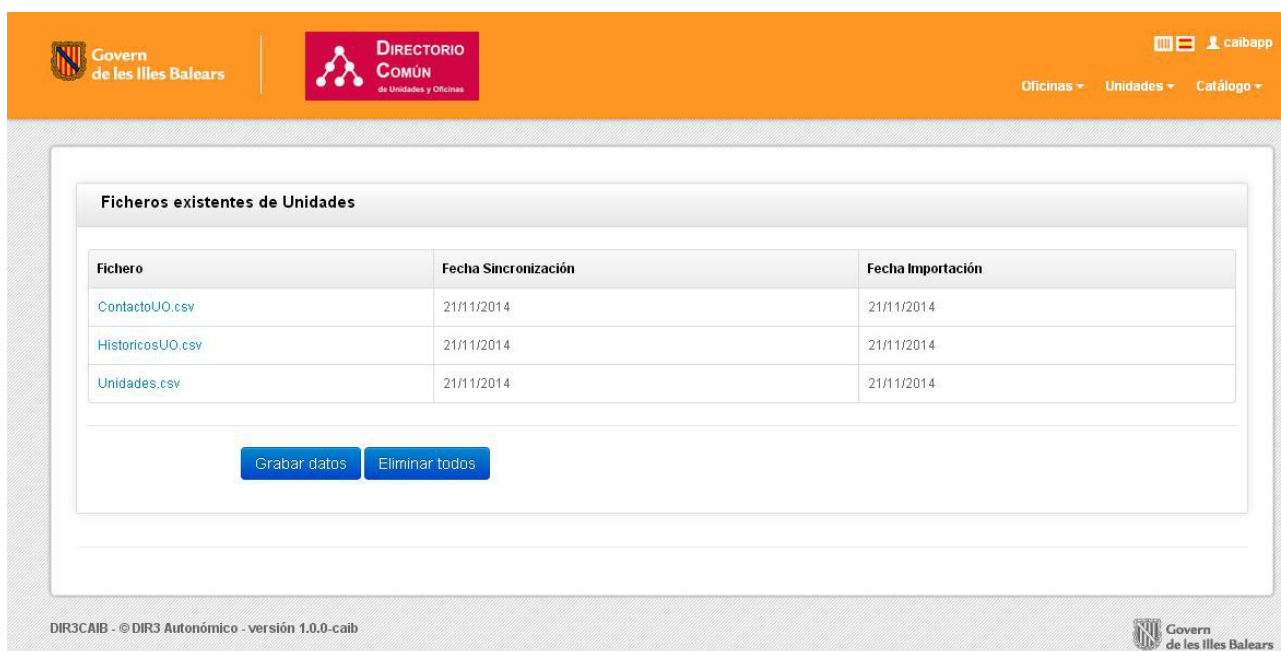 Govern
de les Illes Balears
DIRECTORIO
COMÚN
de Unidades y Oficinas
caibapp
Oficinas Unidades Catálogo
Ficheros existentes de Unidades
Fichero Fecha Sincronización Fecha Importación
ContactoUO.csv 21/11/2014 21/11/2014
HistoricosUO.csv 21/11/2014 21/11/2014
Unidades.csv 21/11/2014 21/11/2014
Grabar datos Eliminar todos
DIR3CAIB - © DIR3 Autonómico - versión 1.0.0-caib
Govern
de les Illes Balears